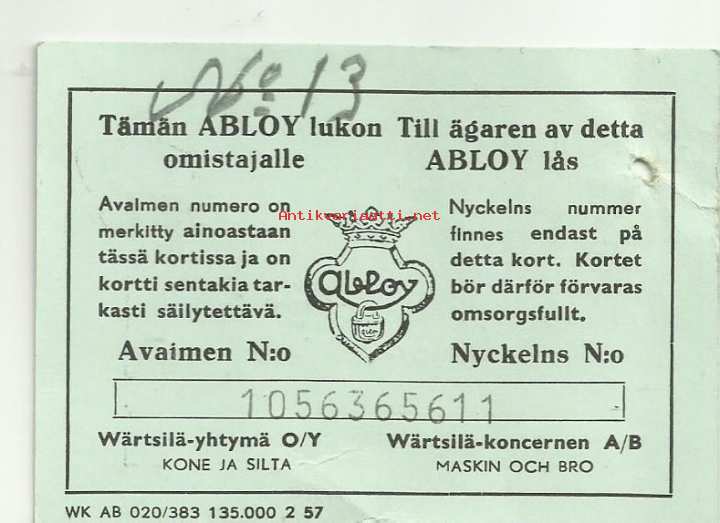 No 13
Tämän ABLOY lukon
omistajalle
Till ägaren av detta
ABLOY lås
Avaimen numero on
merkitty ainoastaan
tässä kortissa ja on
kortti sentakia tar-
kasti säilytettävä.
Antikvariaatti.net
abloy
Nyckelns nummer
finnes endast på
detta kort. Kortet
bör därför förvaras
omsorgsfullt.
Avaimen N:o
Nyckelns N:o
1056365611
Wärtsilä-yhtymä O/Y
KONE JA SILTA
Wärtsilä-koncernen A/B
MASKIN OCH BRO
WK AB 020/383 135.000 2 57